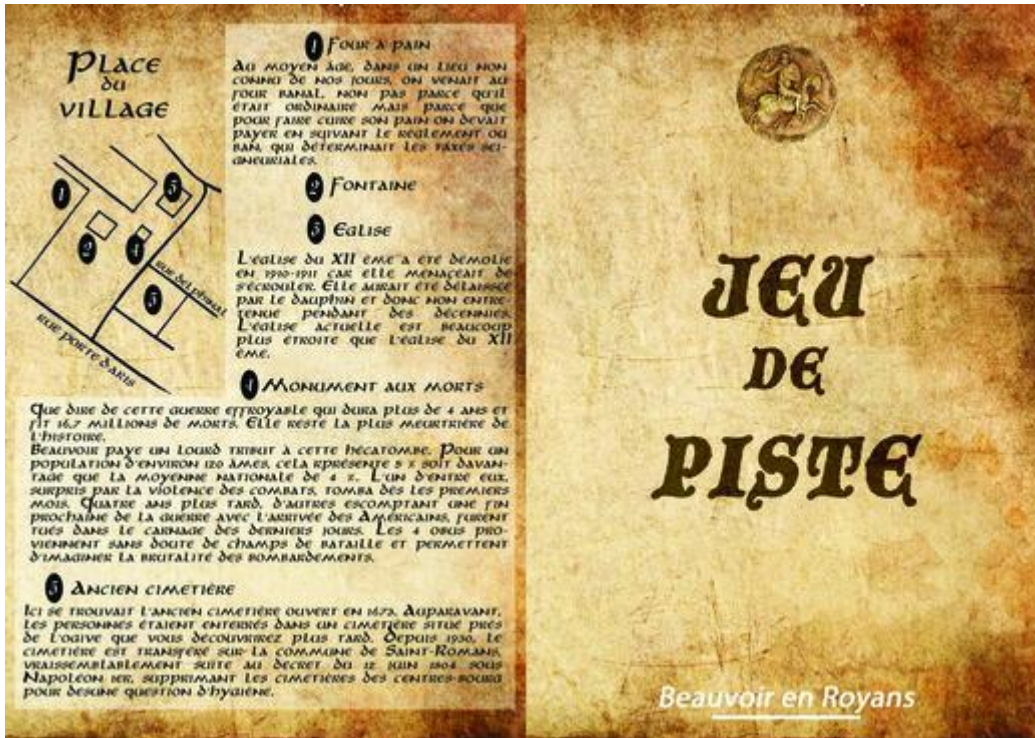 Place
du
village
1
5
2
4
5
rue del phinal
rue porte d'aris
1 Four à pain
Au moyen âge, dans un lieu non
connu de nos jours, on venait au
four banal, non pas parce qu'il
était ordinaire mais parce que
pour faire cuire son pain on devait
payer en suivant le règlement ou
ban, qui déterminait les taxes sei-
gneuriales.
2 Fontaine
3 Eglise
L'église du XII ème a été démolie
en 1910-1911 car elle menaçait de
s'écrouler. Elle aurait été délaissée
par le dauphin et donc non entre-
tenue pendant des décennies.
L'église actuelle est beaucoup
plus étroite que l'église du XII
ème.
4 Monument aux morts
Que dire de cette guerre effroyable qui dura plus de 4 ans et
fit 16,7 millions de morts. Elle reste la plus meurtrière de
l'histoire.
Beauvoir paye un lourd tribut à cette hécatombe. Pour un
population d'environ 120 âmes, cela rprésente 5 % soit davan-
tage que la moyenne nationale de 4 %. L'un d'entre eux,
surpris par la violence des combats, tomba dès les premiers
mois. Quatre ans plus tard, d'autres escomptant une fin
prochaine de la guerre avec l'arrivée des Américains, furent
tués dans le carnage des derniers jours. Les 4 obus pro-
viennent sans doute de champs de bataille et permettent
d'imaginer la brutalité des bombardements.
5 Ancien cimetière
Ici se trouvait l'ancien cimetière ouvert en 1673. Auparavant,
les personnes étaient enterrés dans un cimetière situé près
de l'ogive que vous découvrirez plus tard. Depuis 1930, le
cimetière est transféré sur la commune de Saint-Romans,
vraissemblablement suite au décret du 12 juin 1804 sous
Napoléon 1er, supprimant les cimetières des centres-bourg
pour desune question d'hygiène.
JEU
DE
PISTE
Beauvoir en Royans